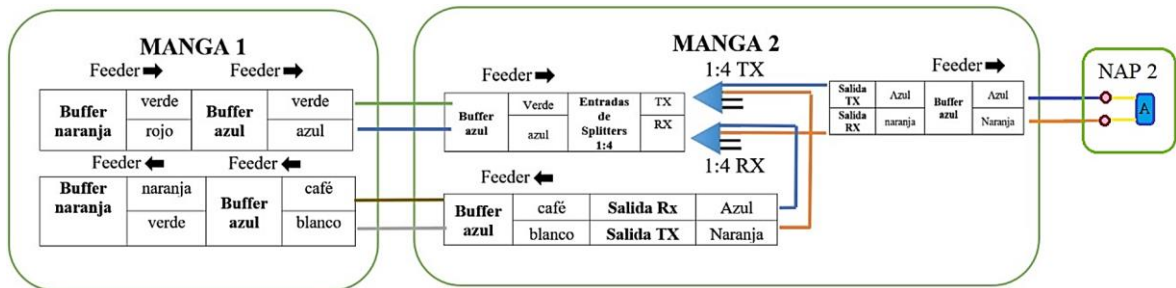 MANGA 1
Feeder
Feeder
Buffer naranja
verde
rojo
Buffer azul
verde
azul
Feeder
Feeder
Buffer naranja
naranja
verde
Buffer azul
café
blanco
MANGA 2
Feeder
1:4 TX
Buffer azul
Verde
azul
Entradas de Splitters 1:4
TX
RX
1:4 RX
Feeder
Buffer azul
café
blanco
Salida Rx
Salida TX
Azul
Naranja
Feeder
Salida TX
Salida RX
Azul
naranja
Buffer azul
Azul
Naranja
NAP 2
A